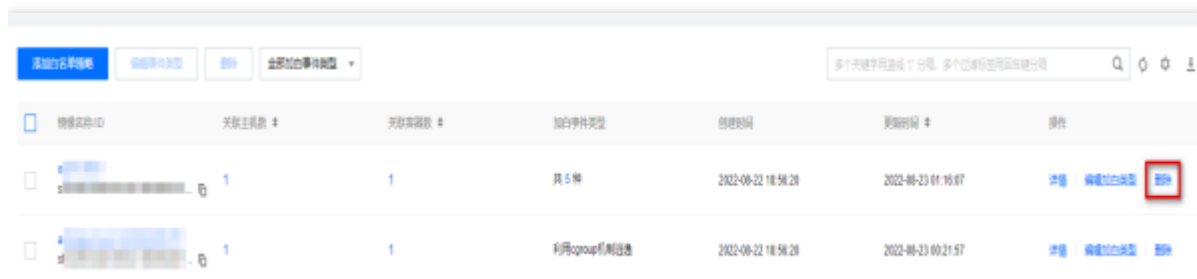 添加白名单策略 编辑事件类型 删除 全部加白事件类型 多个关键字用竖线"|"分隔，多个过滤标签用回车键分隔
镜像名称/ID 关联主机数 关联容器数 加白事件类型 创建时间 更新时间 操作
1 1 共 5 种 2022-08-22 18:58:20 2022-08-23 01:16:07 详情 编辑加白类型 删除
1 1 利用cgroup机制逃逸 2022-08-22 18:58:20 2022-08-23 00:21:57 详情 编辑加白类型 删除